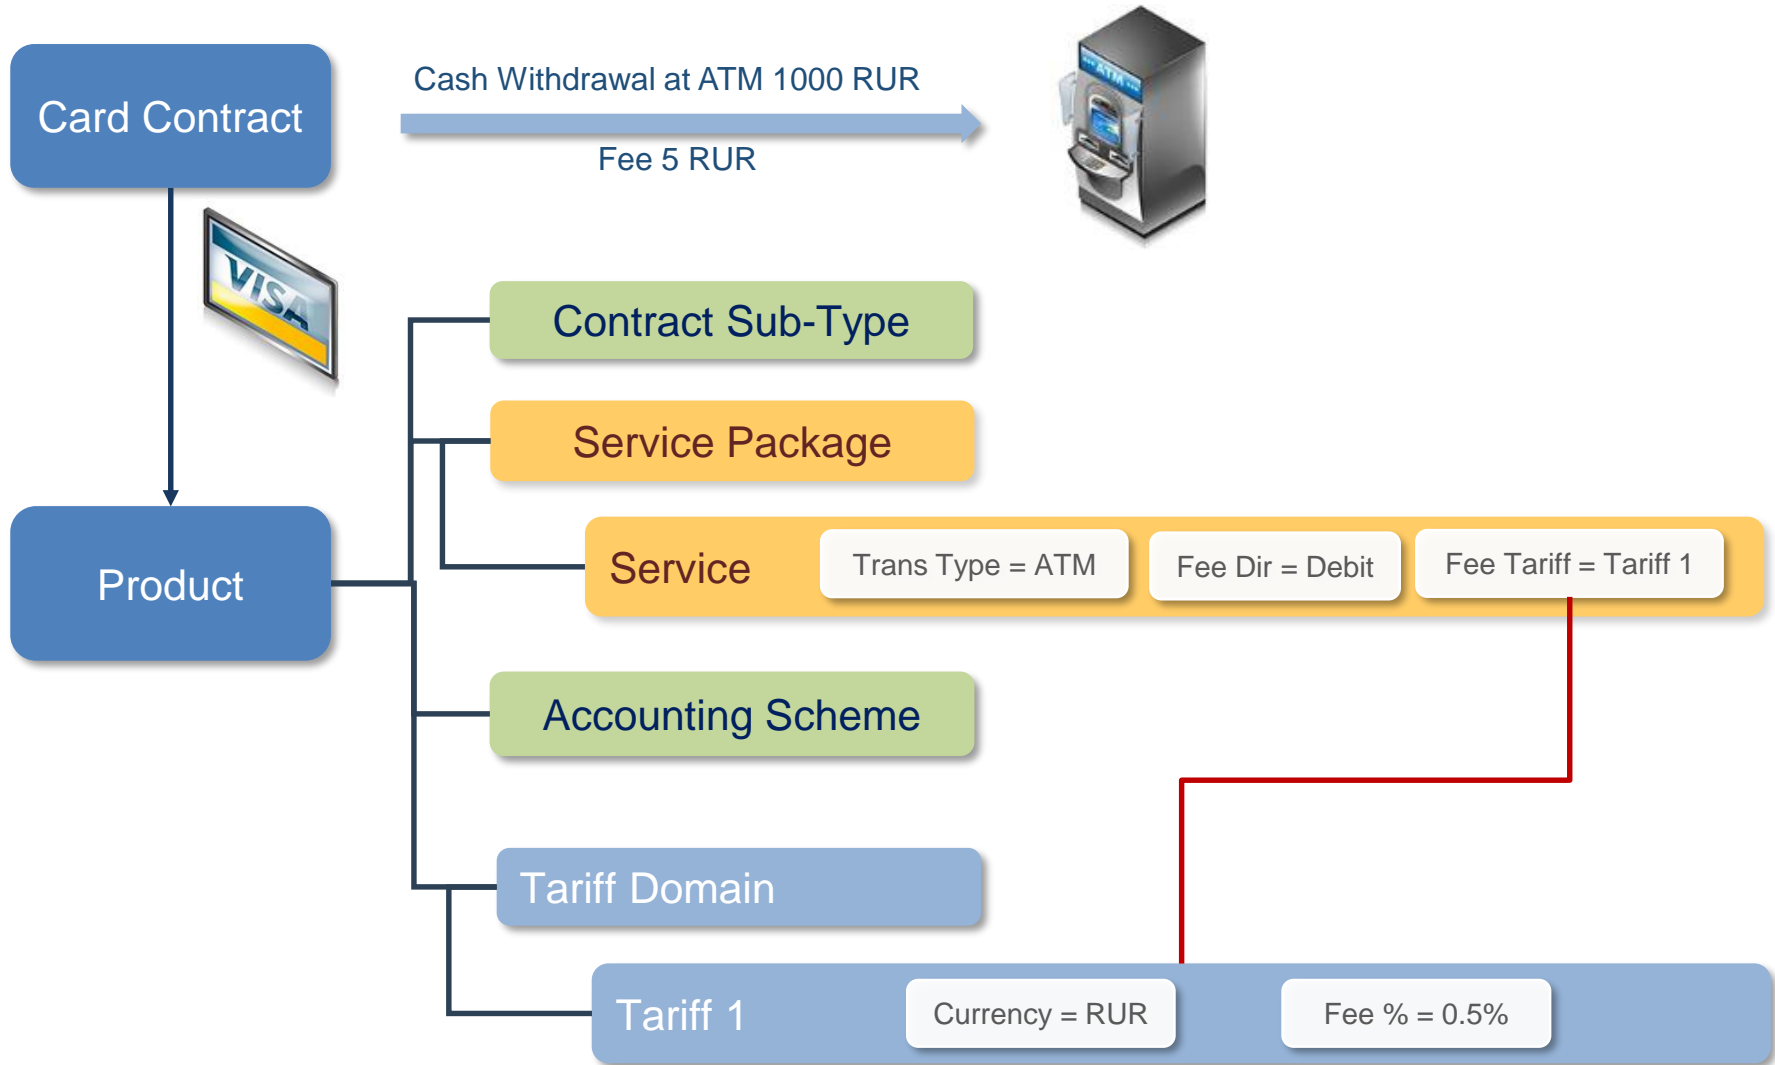 Cash Withdrawal at ATM 1000 RUR
Card Contract
Fee 5 RUR
ATM
VISA
Contract Sub-Type
Service Package
Service
Trans Type = ATM
Fee Dir = Debit
Fee Tariff = Tariff 1
Product
Accounting Scheme
Tariff Domain
Tariff 1
Currency = RUR
Fee % = 0.5%